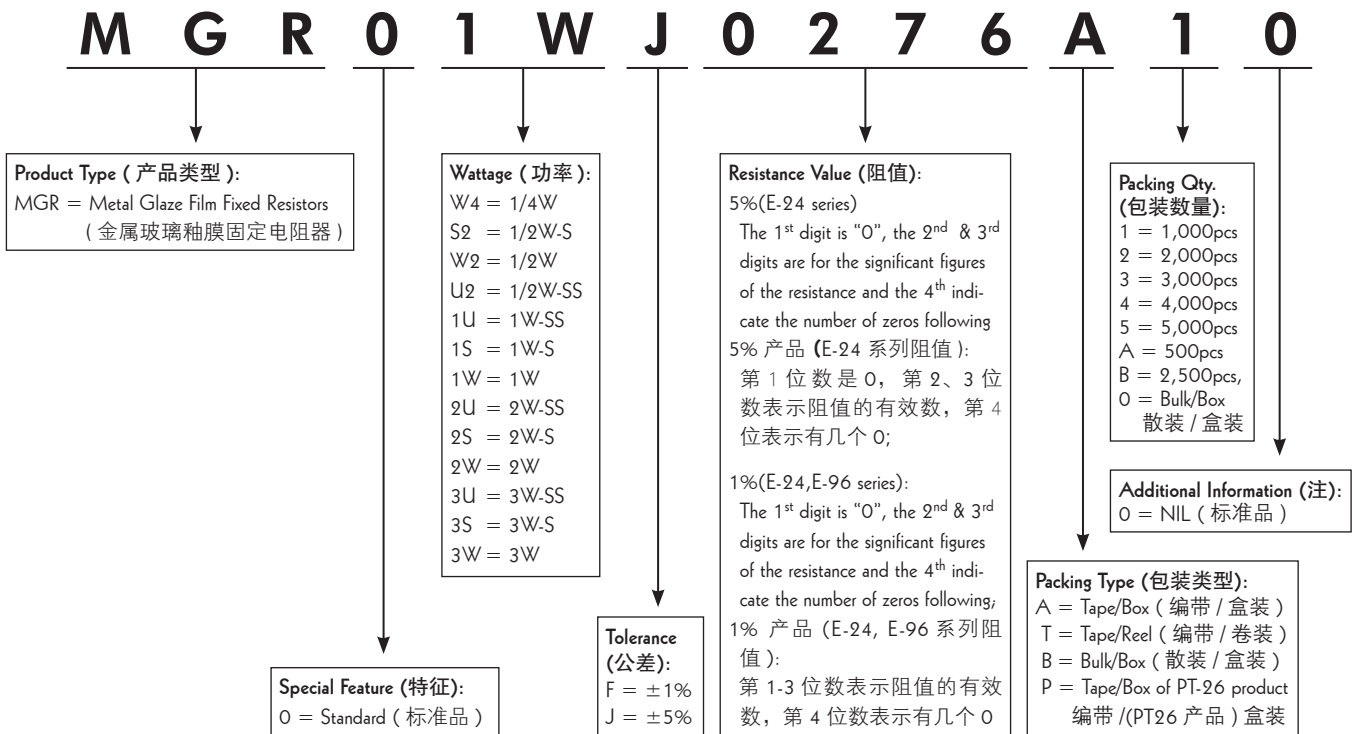 M G R 0 1 W J 0 2 7 6 A 1 0
Product Type ( 产品类型 ):
MGR = Metal Glaze Film Fixed Resistors
( 金属玻璃釉膜固定电阻器 )
Special Feature (特征):
0 = Standard ( 标准品 )
Wattage ( 功率 ):
W4 = 1/4W
S2 = 1/2W-S
W2 = 1/2W
U2 = 1/2W-SS
1U = 1W-SS
1S = 1W-S
1W = 1W
2U = 2W-SS
2S = 2W-S
2W = 2W
3U = 3W-SS
3S = 3W-S
3W = 3W
Tolerance
(公差):
F = ±1%
J = ±5%
Resistance Value (阻值):
5%(E-24 series)
The 1st digit is "0", the 2nd & 3rd
digits are for the significant figures
of the resistance and the 4th indi-
cate the number of zeros following
5% 产品 (E-24 系列阻值 ):
第 1 位数是 0，第 2、3 位
数表示阻值的有效数，第 4
位表示有几个 0;
1%(E-24,E-96 series):
The 1st digit is "0", the 2nd & 3rd
digits are for the significant figures
of the resistance and the 4th indi-
cate the number of zeros following;
1% 产品 (E-24, E-96 系列阻
值 ):
第 1-3 位数表示阻值的有效
数，第 4 位数表示有几个 0
Packing Qty.
(包装数量):
1 = 1,000pcs
2 = 2,000pcs
3 = 3,000pcs
4 = 4,000pcs
5 = 5,000pcs
A = 500pcs
B = 2,500pcs,
0 = Bulk/Box
散装 / 盒装
Additional Information (注):
0 = NIL ( 标准品 )
Packing Type (包装类型):
A = Tape/Box ( 编带 / 盒装 )
T = Tape/Reel ( 编带 / 卷装 )
B = Bulk/Box ( 散装 / 盒装 )
P = Tape/Box of PT-26 product
编带 /(PT26 产品 ) 盒装